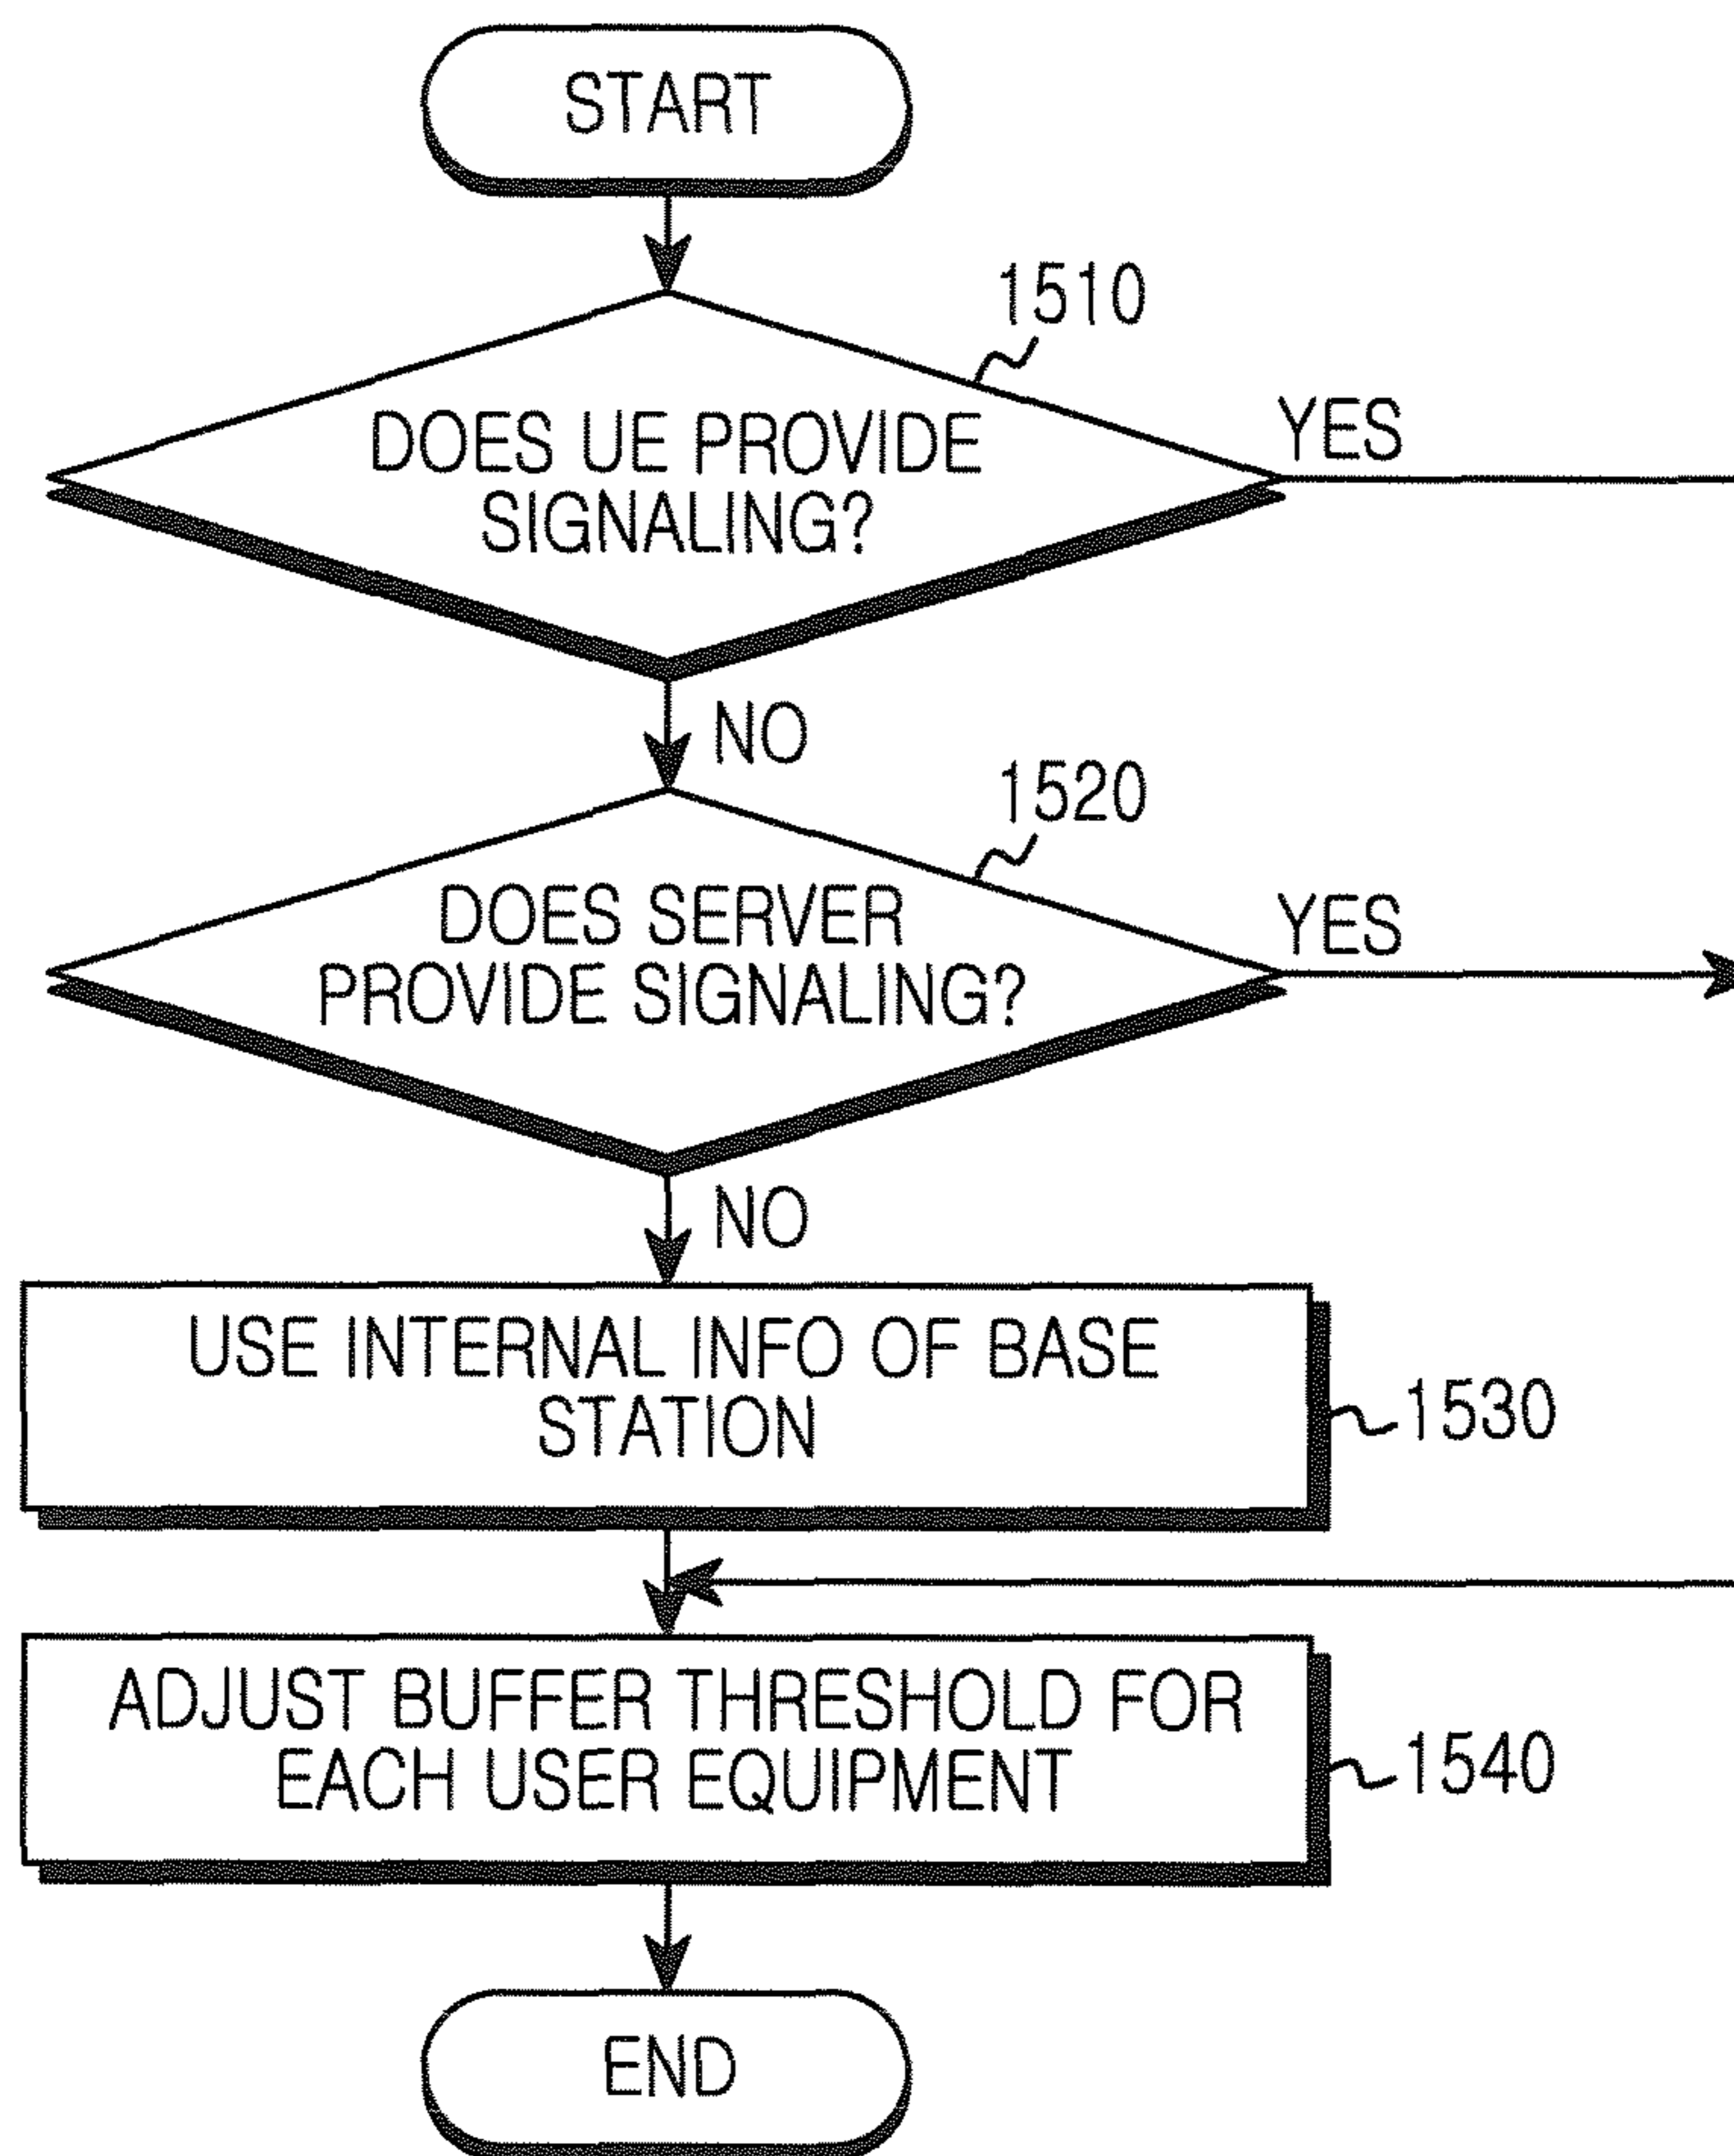 START
1510
DOES UE PROVIDE
SIGNALING?
YES
NO
1520
DOES SERVER
PROVIDE SIGNALING?
YES
NO
USE INTERNAL INFO OF BASE
STATION
1530
ADJUST BUFFER THRESHOLD FOR
EACH USER EQUIPMENT
1540
END